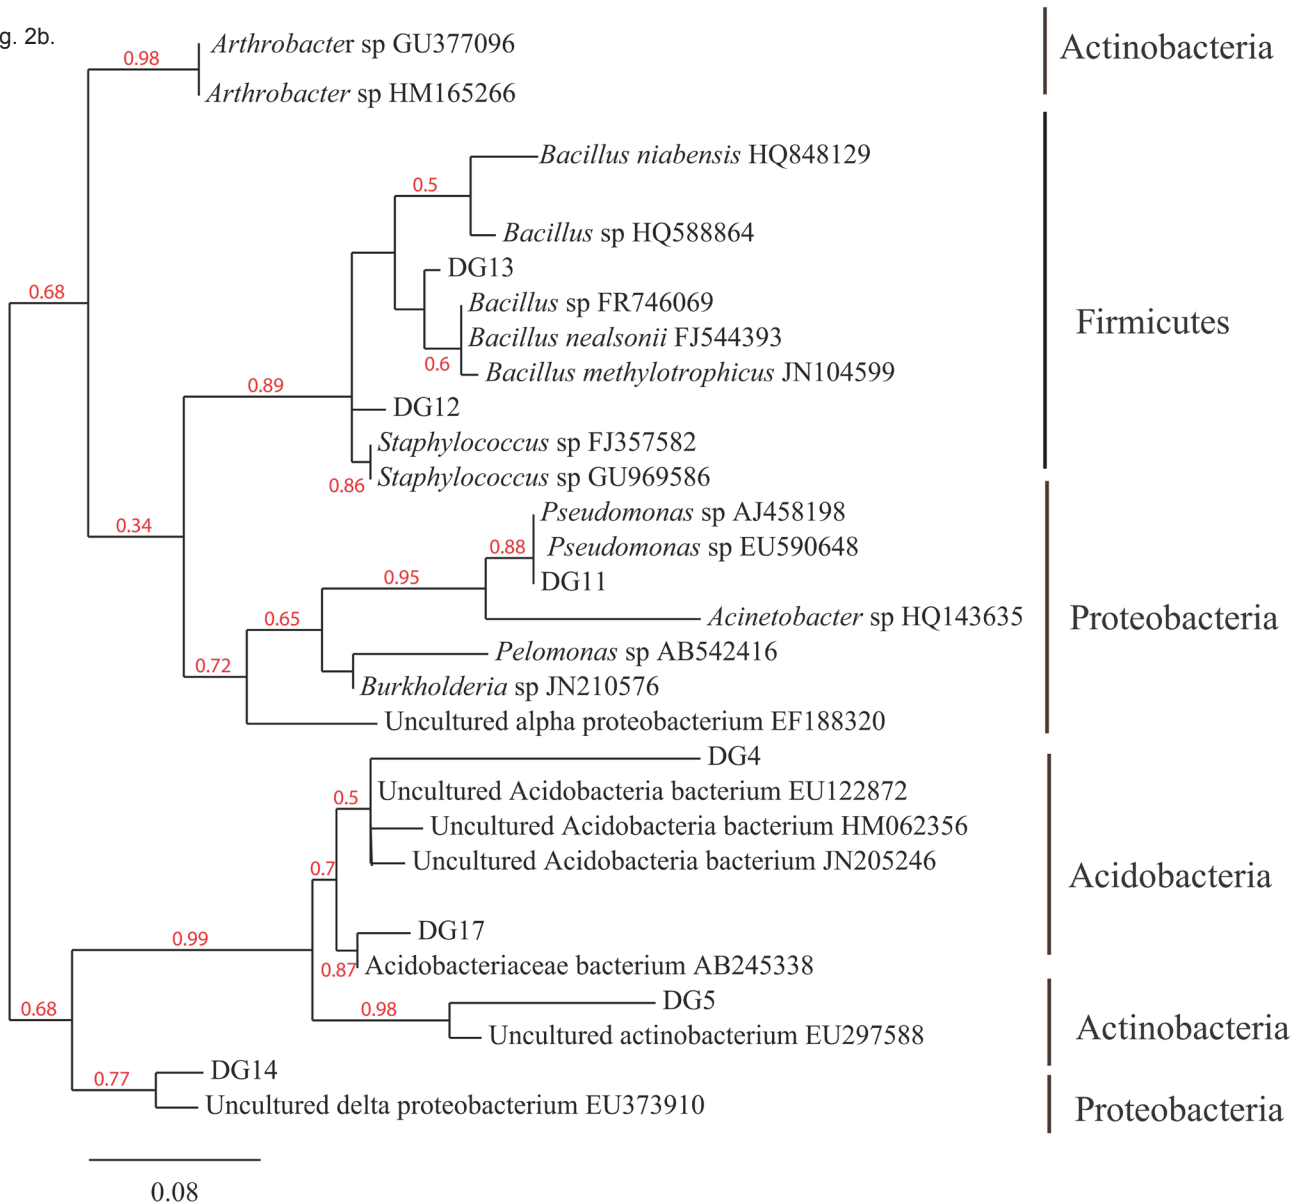 g. 2b.
Arthrobacter sp GU377096
0.98
Actinobacteria
Arthrobacter sp HM165266
Bacillus niabensis HQ848129
0.5
Bacillus sp HQ588864
DG13
0.68
Bacillus sp FR746069
Firmicutes
Bacillus nealsonii FJ544393
0.6
Bacillus methylotrophicus JN104599
0.89
DG12
Staphylococcus sp FJ357582
Staphylococcus sp GU969586
0.86
Pseudomonas sp AJ458198
0.34
Pseudomonas sp EU590648
0.88
DG11
0.95
Acinetobacter sp HQ143635
0.65
Proteobacteria
Pelomonas sp AB542416
0.72
Burkholderia sp JN210576
Uncultured alpha proteobacterium EF188320
DG4
Uncultured Acidobacteria bacterium EU122872
0.5
Uncultured Acidobacteria bacterium HM062356
Uncultured Acidobacteria bacterium JN205246
0.7
Acidobacteria
DG17
0.99
Acidobacteriaceae bacterium AB245338
0.87
DG5
0.68
0.98
Actinobacteria
Uncultured actinobacterium EU297588
DG14
0.77
Uncultured delta proteobacterium EU373910
Proteobacteria
0.08